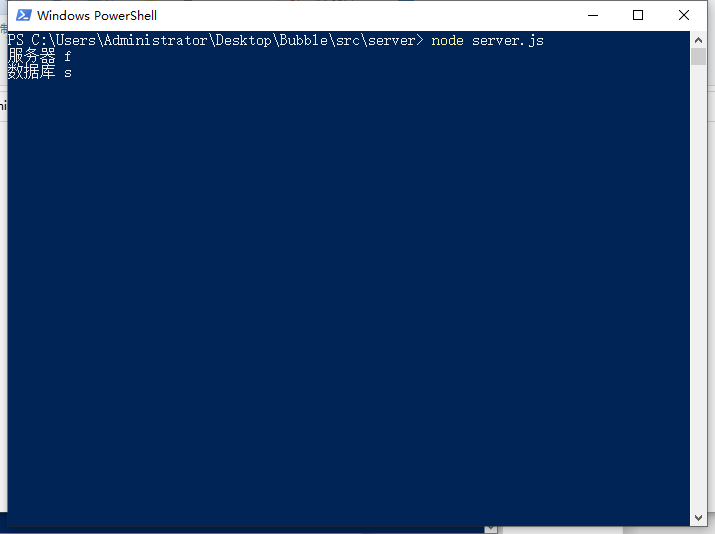 Windows PowerShell
PS C:\Users\Administrator\Desktop\Bubble\src\server> node server.js
服务器 f
数据库 s